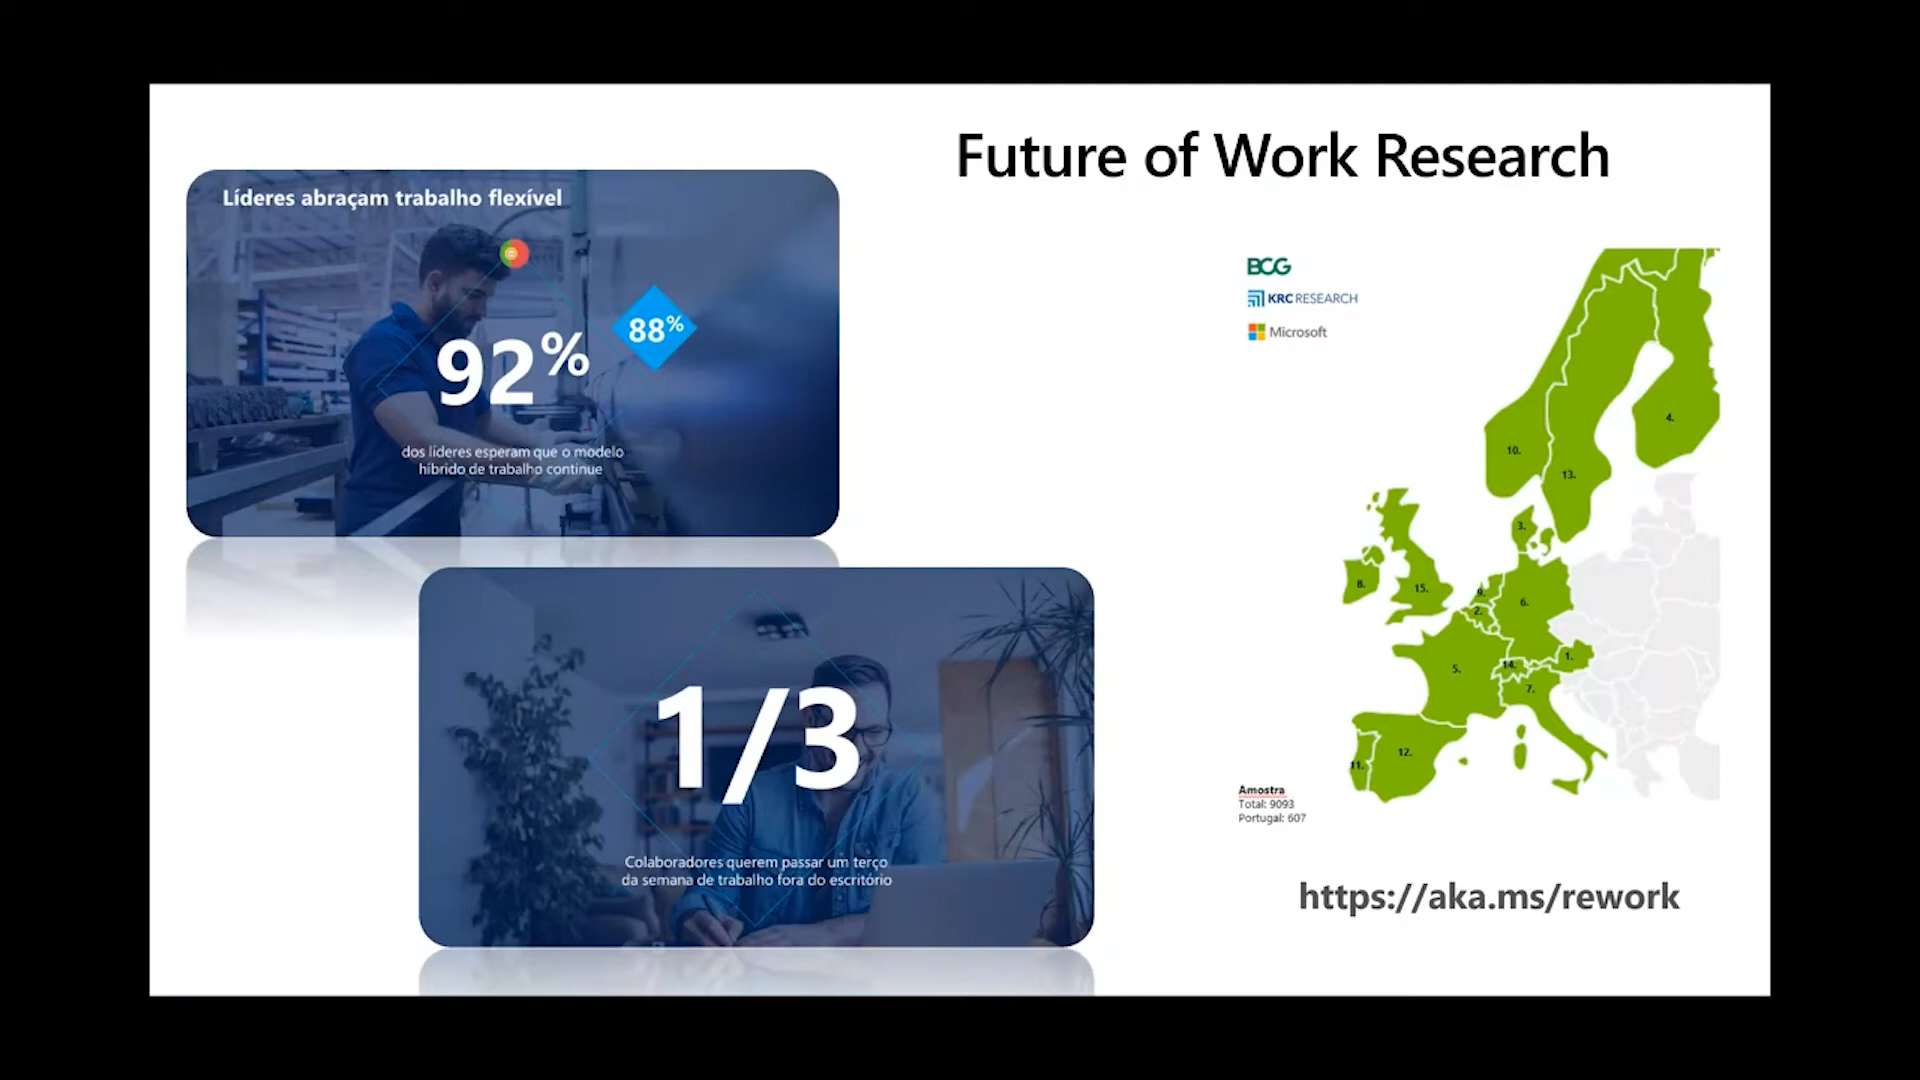 Future of Work Research
Líderes abraçam trabalho flexível
92%
88%
dos líderes esperam que o modelo
híbrido de trabalho continue
1/3
Colaboradores querem passar um terço
da semana de trabalho fora do escritório
BCG
KRC RESEARCH
Microsoft
4.
10.
13.
3.
8.
15.
9.
2.
6.
1.
5.
14.
7.
12.
11.
Amostra
Total: 9093
Portugal: 607
https://aka.ms/rework